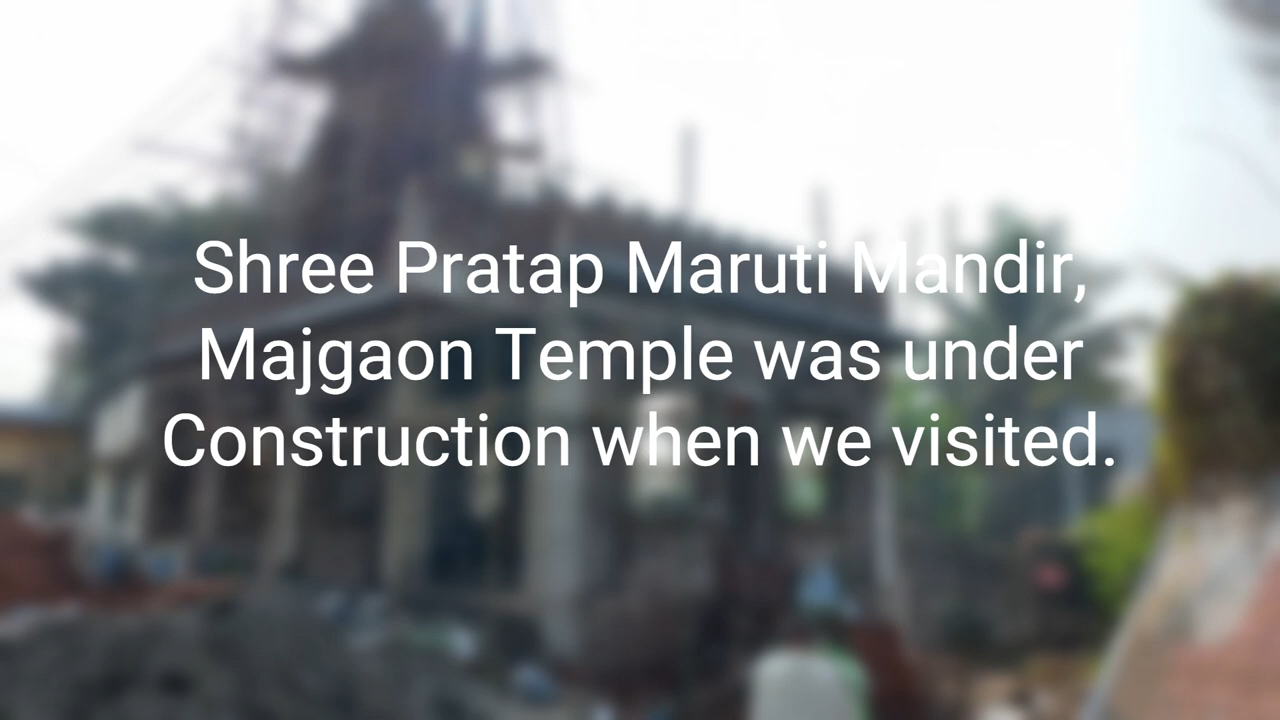 Shree Pratap Maruti Mandir,
Majgaon Temple was under
Construction when we visited.